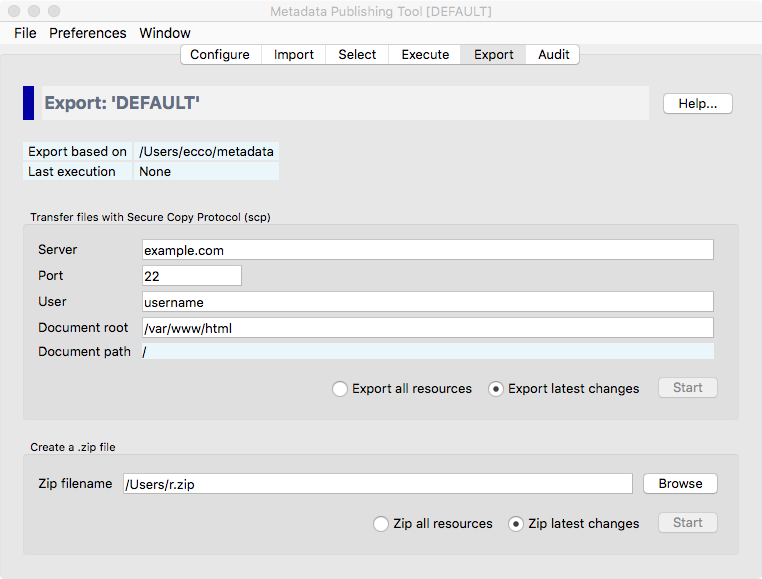 Metadata Publishing Tool [DEFAULT]
File Preferences Window
Configure Import Select Execute Export Audit
Export: 'DEFAULT'
Help...
Export based on /Users/ecco/metadata
Last execution None
Transfer files with Secure Copy Protocol (scp)
Server example.com
Port 22
User username
Document root /var/www/html
Document path /
Export all resources Export latest changes Start
Create a .zip file
Zip filename /Users/r.zip Browse
Zip all resources Zip latest changes Start